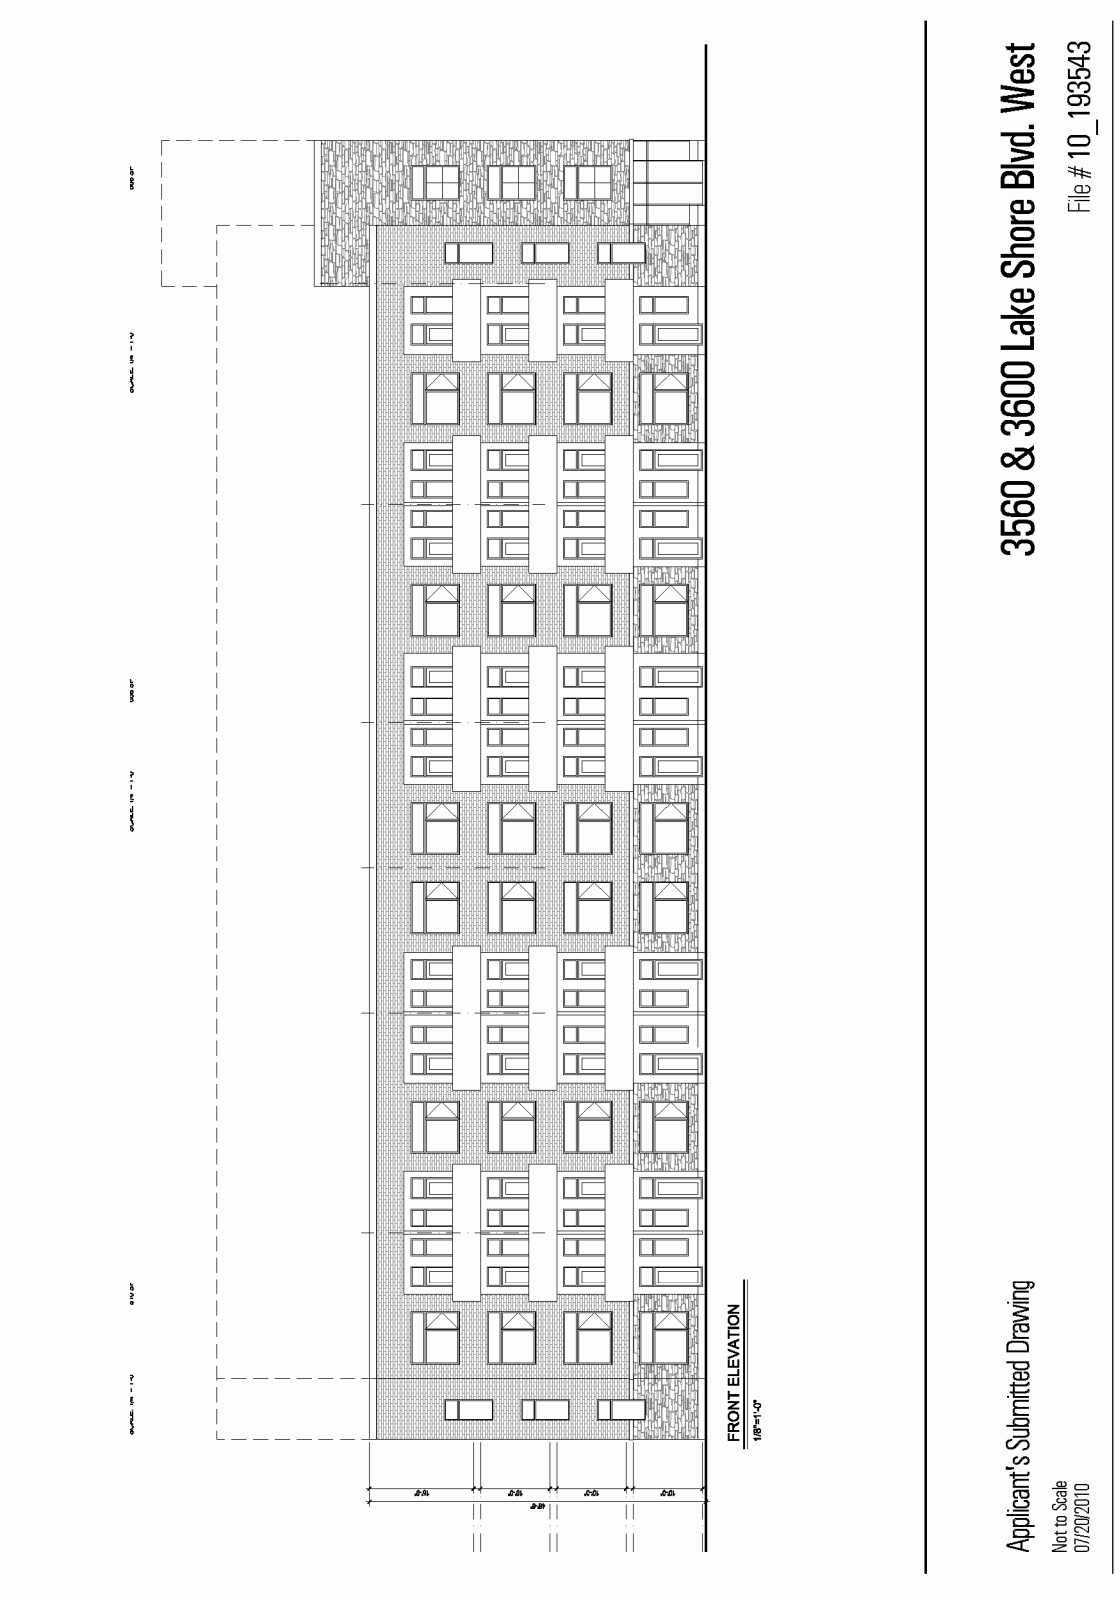 FRONT ELEVATION
1/8"=1'-0"
Applicant's Submitted Drawing
Not to Scale
07/20/2010
3560 & 3600 Lake Shore Blvd. West
File # 10_193543